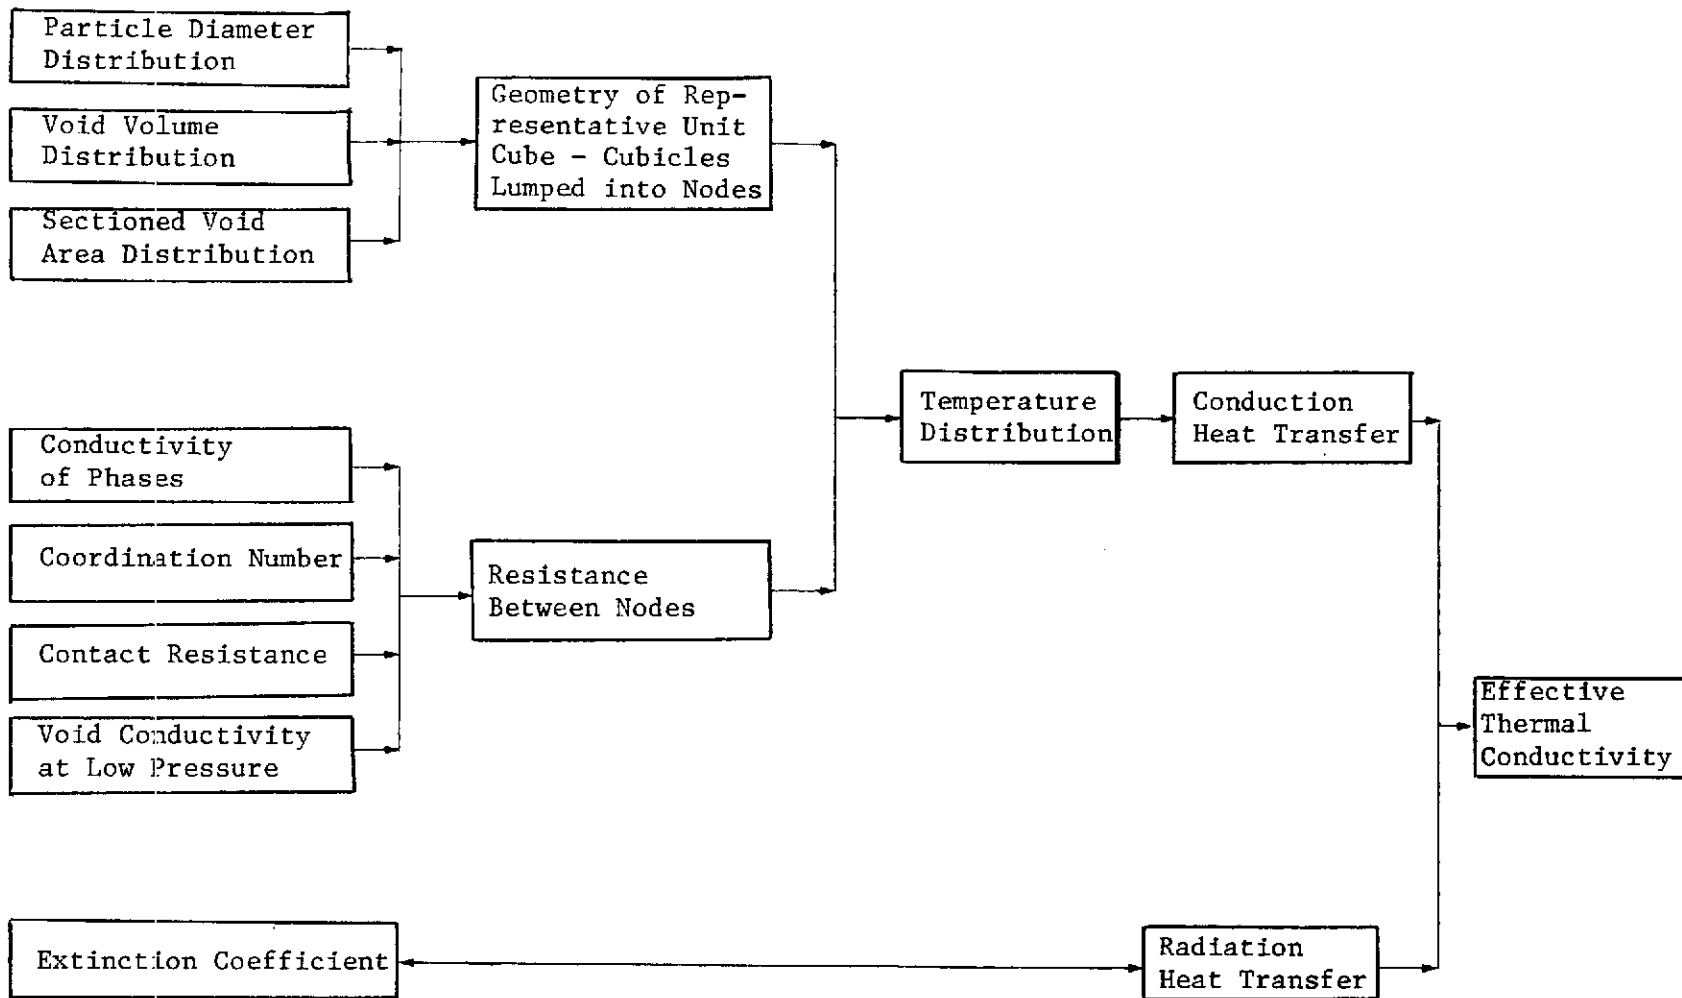 Particle Diameter
Distribution
Void Volume
Distribution
Sectioned Void
Area Distribution
Geometry of Rep-
resentative Unit
Cube - Cubicles
Lumped into Nodes
Conductivity
of Phases
Coordination Number
Contact Resistance
Void Conductivity
at Low Pressure
Resistance
Between Nodes
Temperature
Distribution
Conduction
Heat Transfer
Effective
Thermal
Conductivity
Extinction Coefficient
Radiation
Heat Transfer